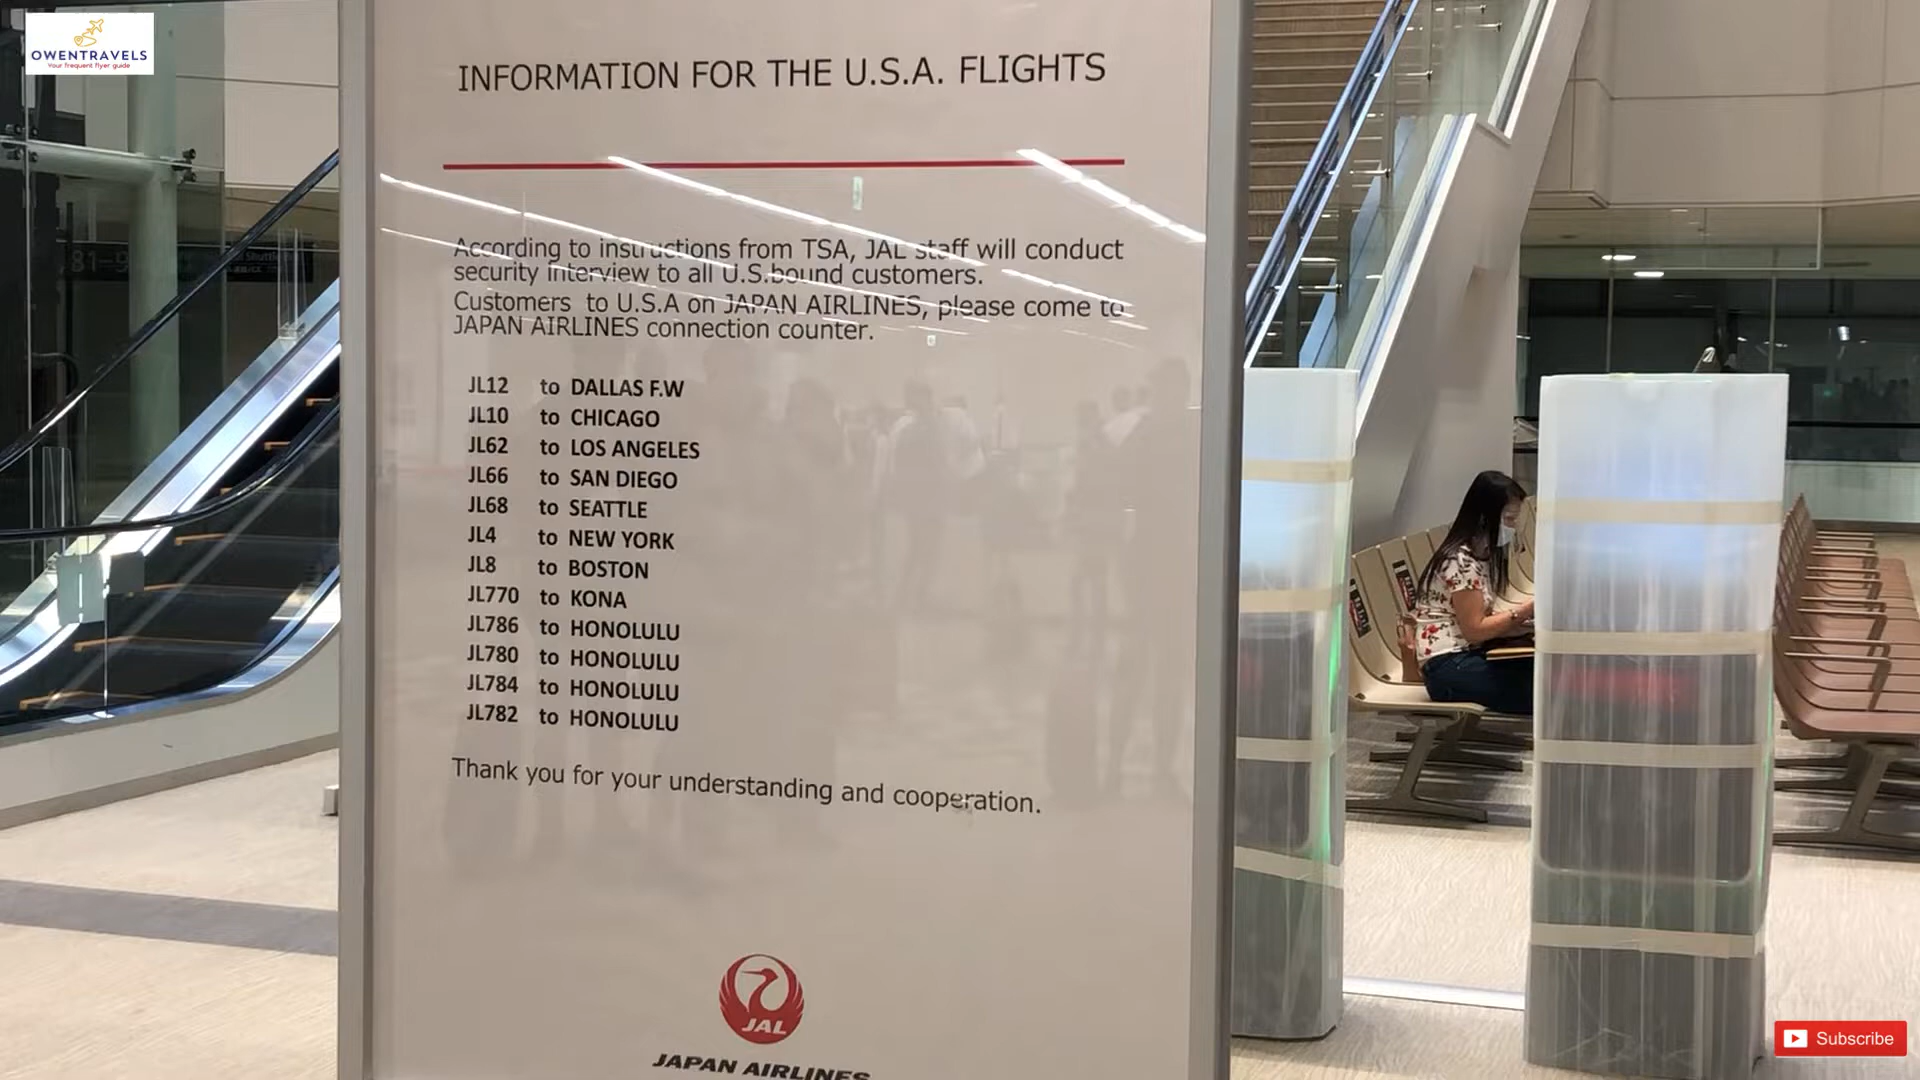 OWENTRAVELS
Your frequent flyer guide
INFORMATION FOR THE U.S.A. FLIGHTS
According to instructions from TSA, JAL staff will conduct
security interview to all U.S.bound customers.
Customers to U.S.A on JAPAN AIRLINES, please come to
JAPAN AIRLINES connection counter.
JL12 to DALLAS F.W
JL10 to CHICAGO
JL62 to LOS ANGELES
JL66 to SAN DIEGO
JL68 to SEATTLE
JL4 to NEW YORK
JL8 to BOSTON
JL770 to KONA
JL786 to HONOLULU
JL780 to HONOLULU
JL784 to HONOLULU
JL782 to HONOLULU
Thank you for your understanding and cooperation.
JAL
JAPAN AIRLINES
Subscribe